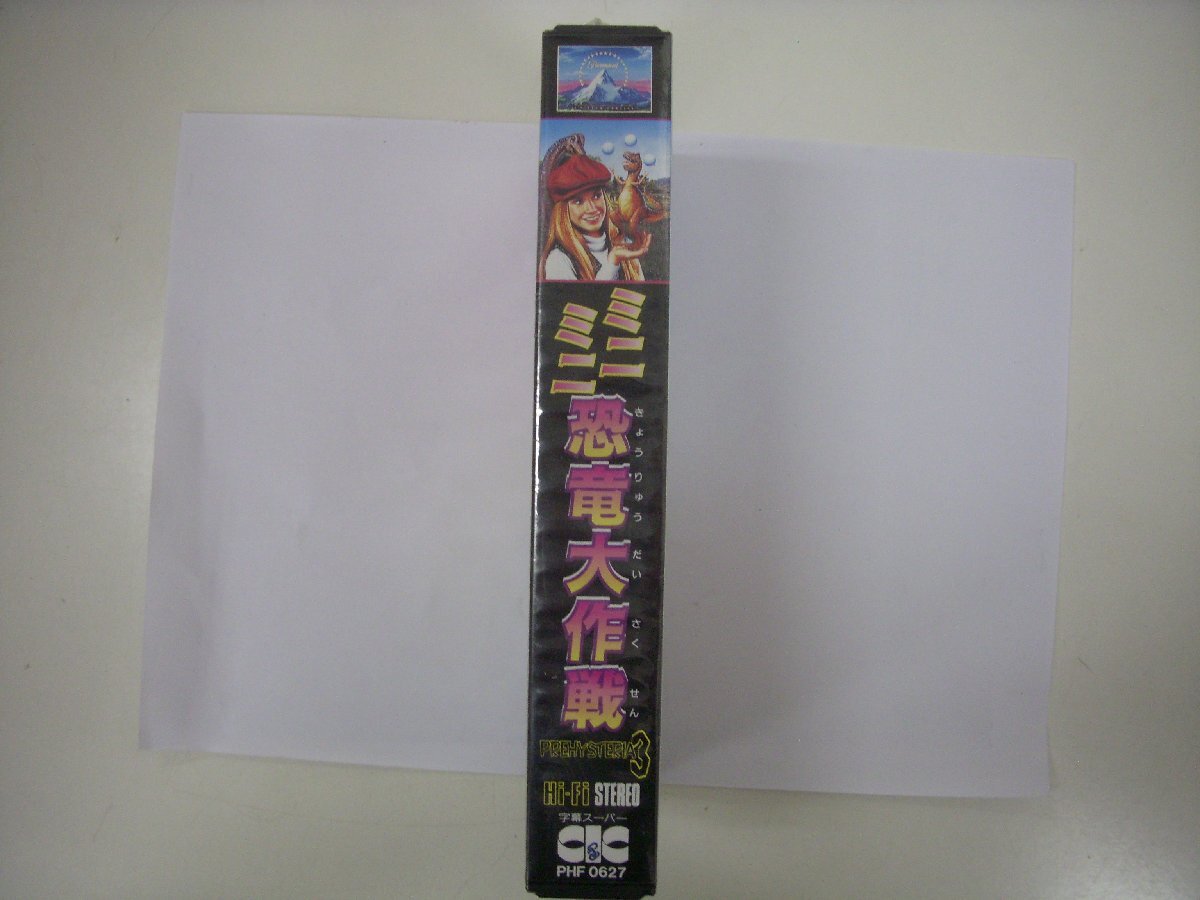 Paramount
ミニミニ
恐竜大作戦
きょうりゅうだいさくせん
PREHYSTERIA 3
Hi-Fi STEREO
字幕スーパー
CIC
PHF 0627